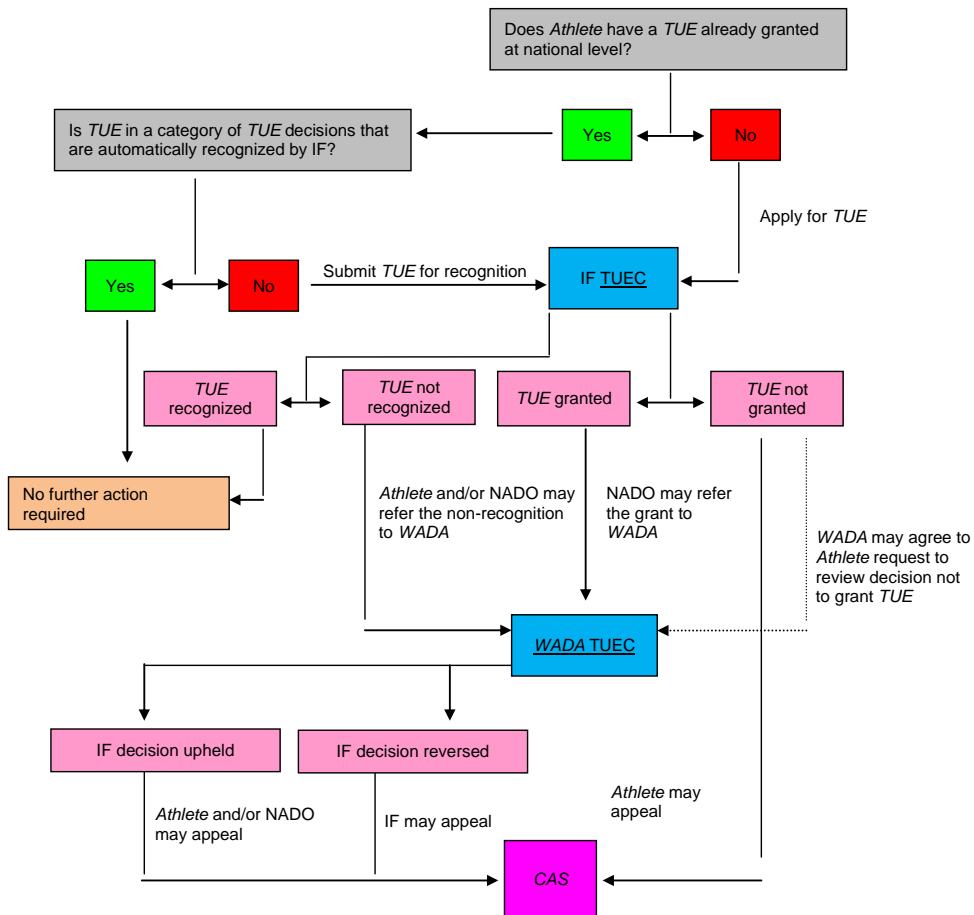 Does Athlete have a TUE already granted
at national level?
Is TUE in a category of TUE decisions that
are automatically recognized by IF?
Yes
No
Apply for TUE
Yes
No
Submit TUE for recognition
IF TUEC
TUE
recognized
TUE not
recognized
TUE granted
TUE not
granted
No further action
required
Athlete and/or NADO may
refer the non-recognition
to WADA
NADO may refer
the grant to
WADA
WADA may agree to
Athlete request to
review decision not
to grant TUE
WADA TUEC
IF decision upheld
IF decision reversed
Athlete and/or NADO
may appeal
IF may appeal
Athlete may
appeal
CAS